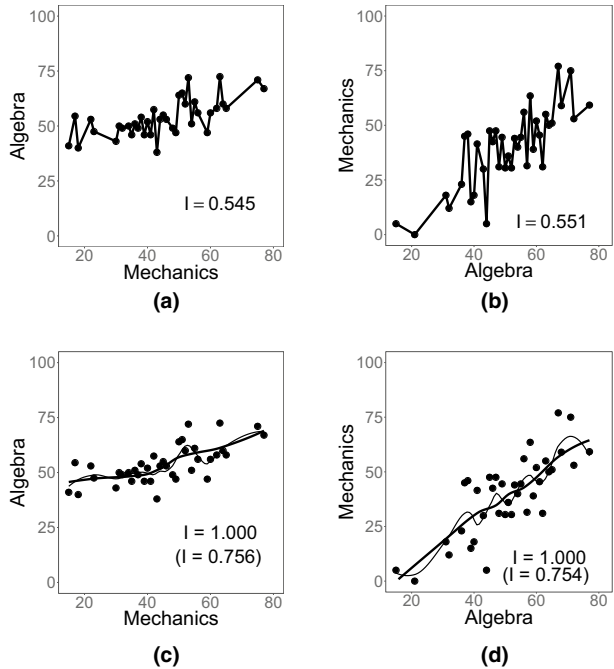 100
75
50
25
0
Algebra
I = 0.545
20 40 60 80
Mechanics
(a)
100
75
50
25
0
Mechanics
I = 0.551
20 40 60 80
Algebra
(b)
100
75
50
25
0
Algebra
I = 1.000
(I = 0.756)
20 40 60 80
Mechanics
(c)
100
75
50
25
0
Mechanics
I = 1.000
(I = 0.754)
20 40 60 80
Algebra
(d)